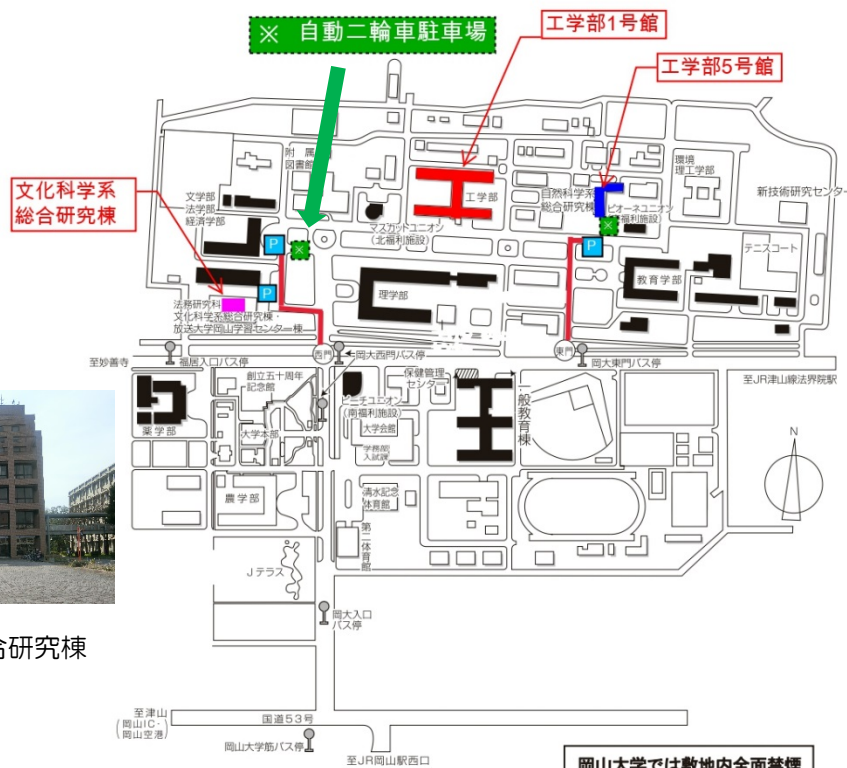 ※ 自動二輪車駐車場
工学部1号館
工学部5号館
文化科学系
総合研究棟
附属
図書館
文学部
法学部
経済学部
マスカットユニオン
(北福利施設)
工学部
自然科学系
総合研究棟
環境
理工学部
新技術研究センター
ピオーネユニオン
福利施設)
テニスコート
P
※
※
P
P
理学部
教育学部
法務研究科
文化科学系総合研究棟・
放送大学岡山学習センター棟
西門
東門
至妙善寺
福居入口バス停
岡大西門バス停
岡大東門バス停
至JR津山線法界院駅
創立五十周年
記念館
保健管理
センター
一般教育棟
ピーチユニオン
(南福利施設)
薬学部
大学本部
大学会館
学務部
入試課
N
農学部
清水記念
体育館
第二体育館
Jテラス
岡大入口
バス停
合研究棟
至津山
(岡山IC・
岡山空港)
国道53号
岡山大学筋バス停
至JR岡山駅西口
岡山大学では敷地内全面禁煙